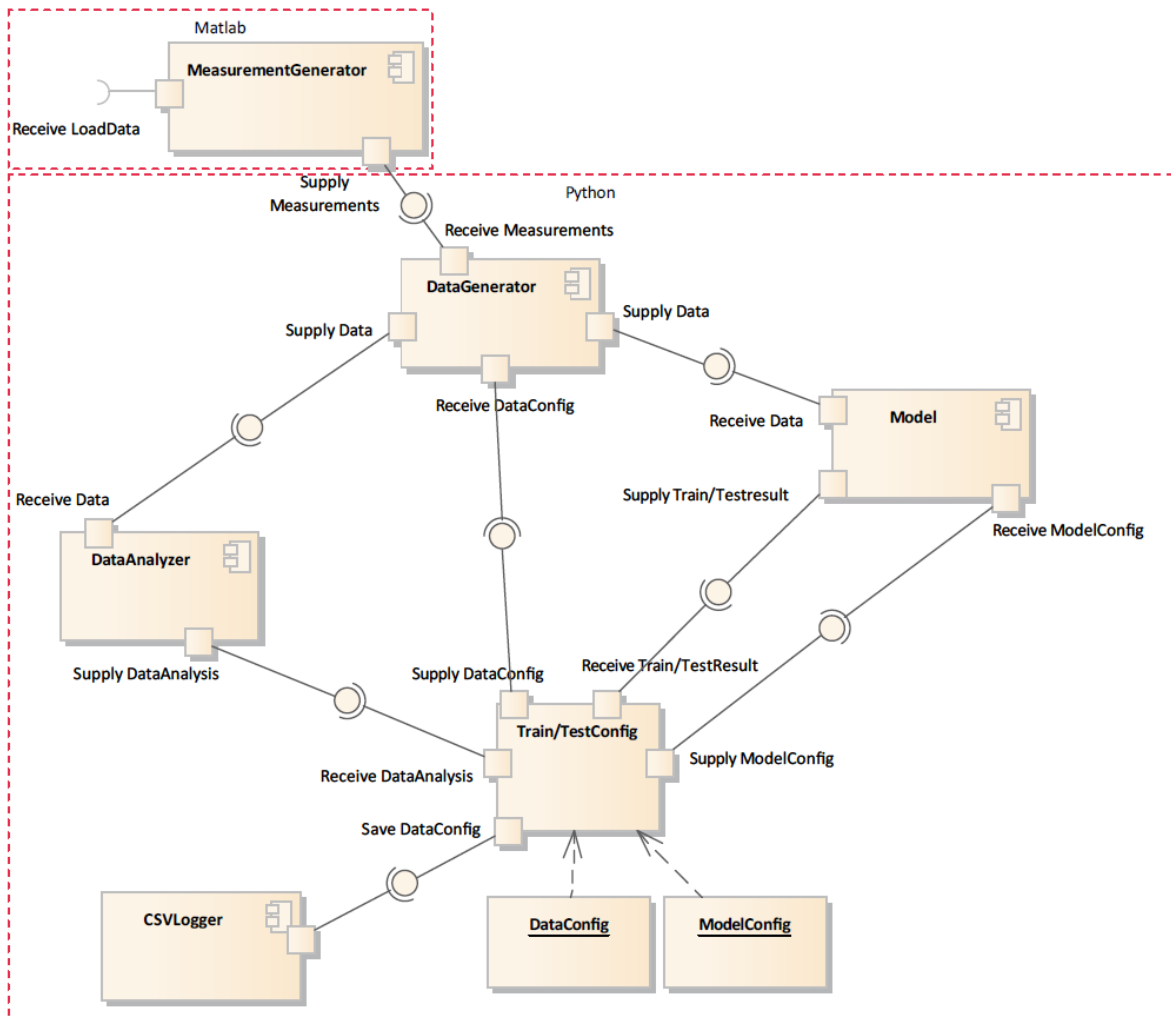 Matlab
MeasurementGenerator
Receive LoadData
Supply
Measurements
Python
Receive Measurements
DataGenerator
Supply Data
Supply Data
Receive DataConfig
Receive Data
Model
Supply Train/Testresult
Receive Data
Receive ModelConfig
DataAnalyzer
Supply DataAnalysis
Supply DataConfig
Receive Train/TestResult
Train/TestConfig
Receive DataAnalysis
Supply ModelConfig
Save DataConfig
CSVLogger
DataConfig
ModelConfig